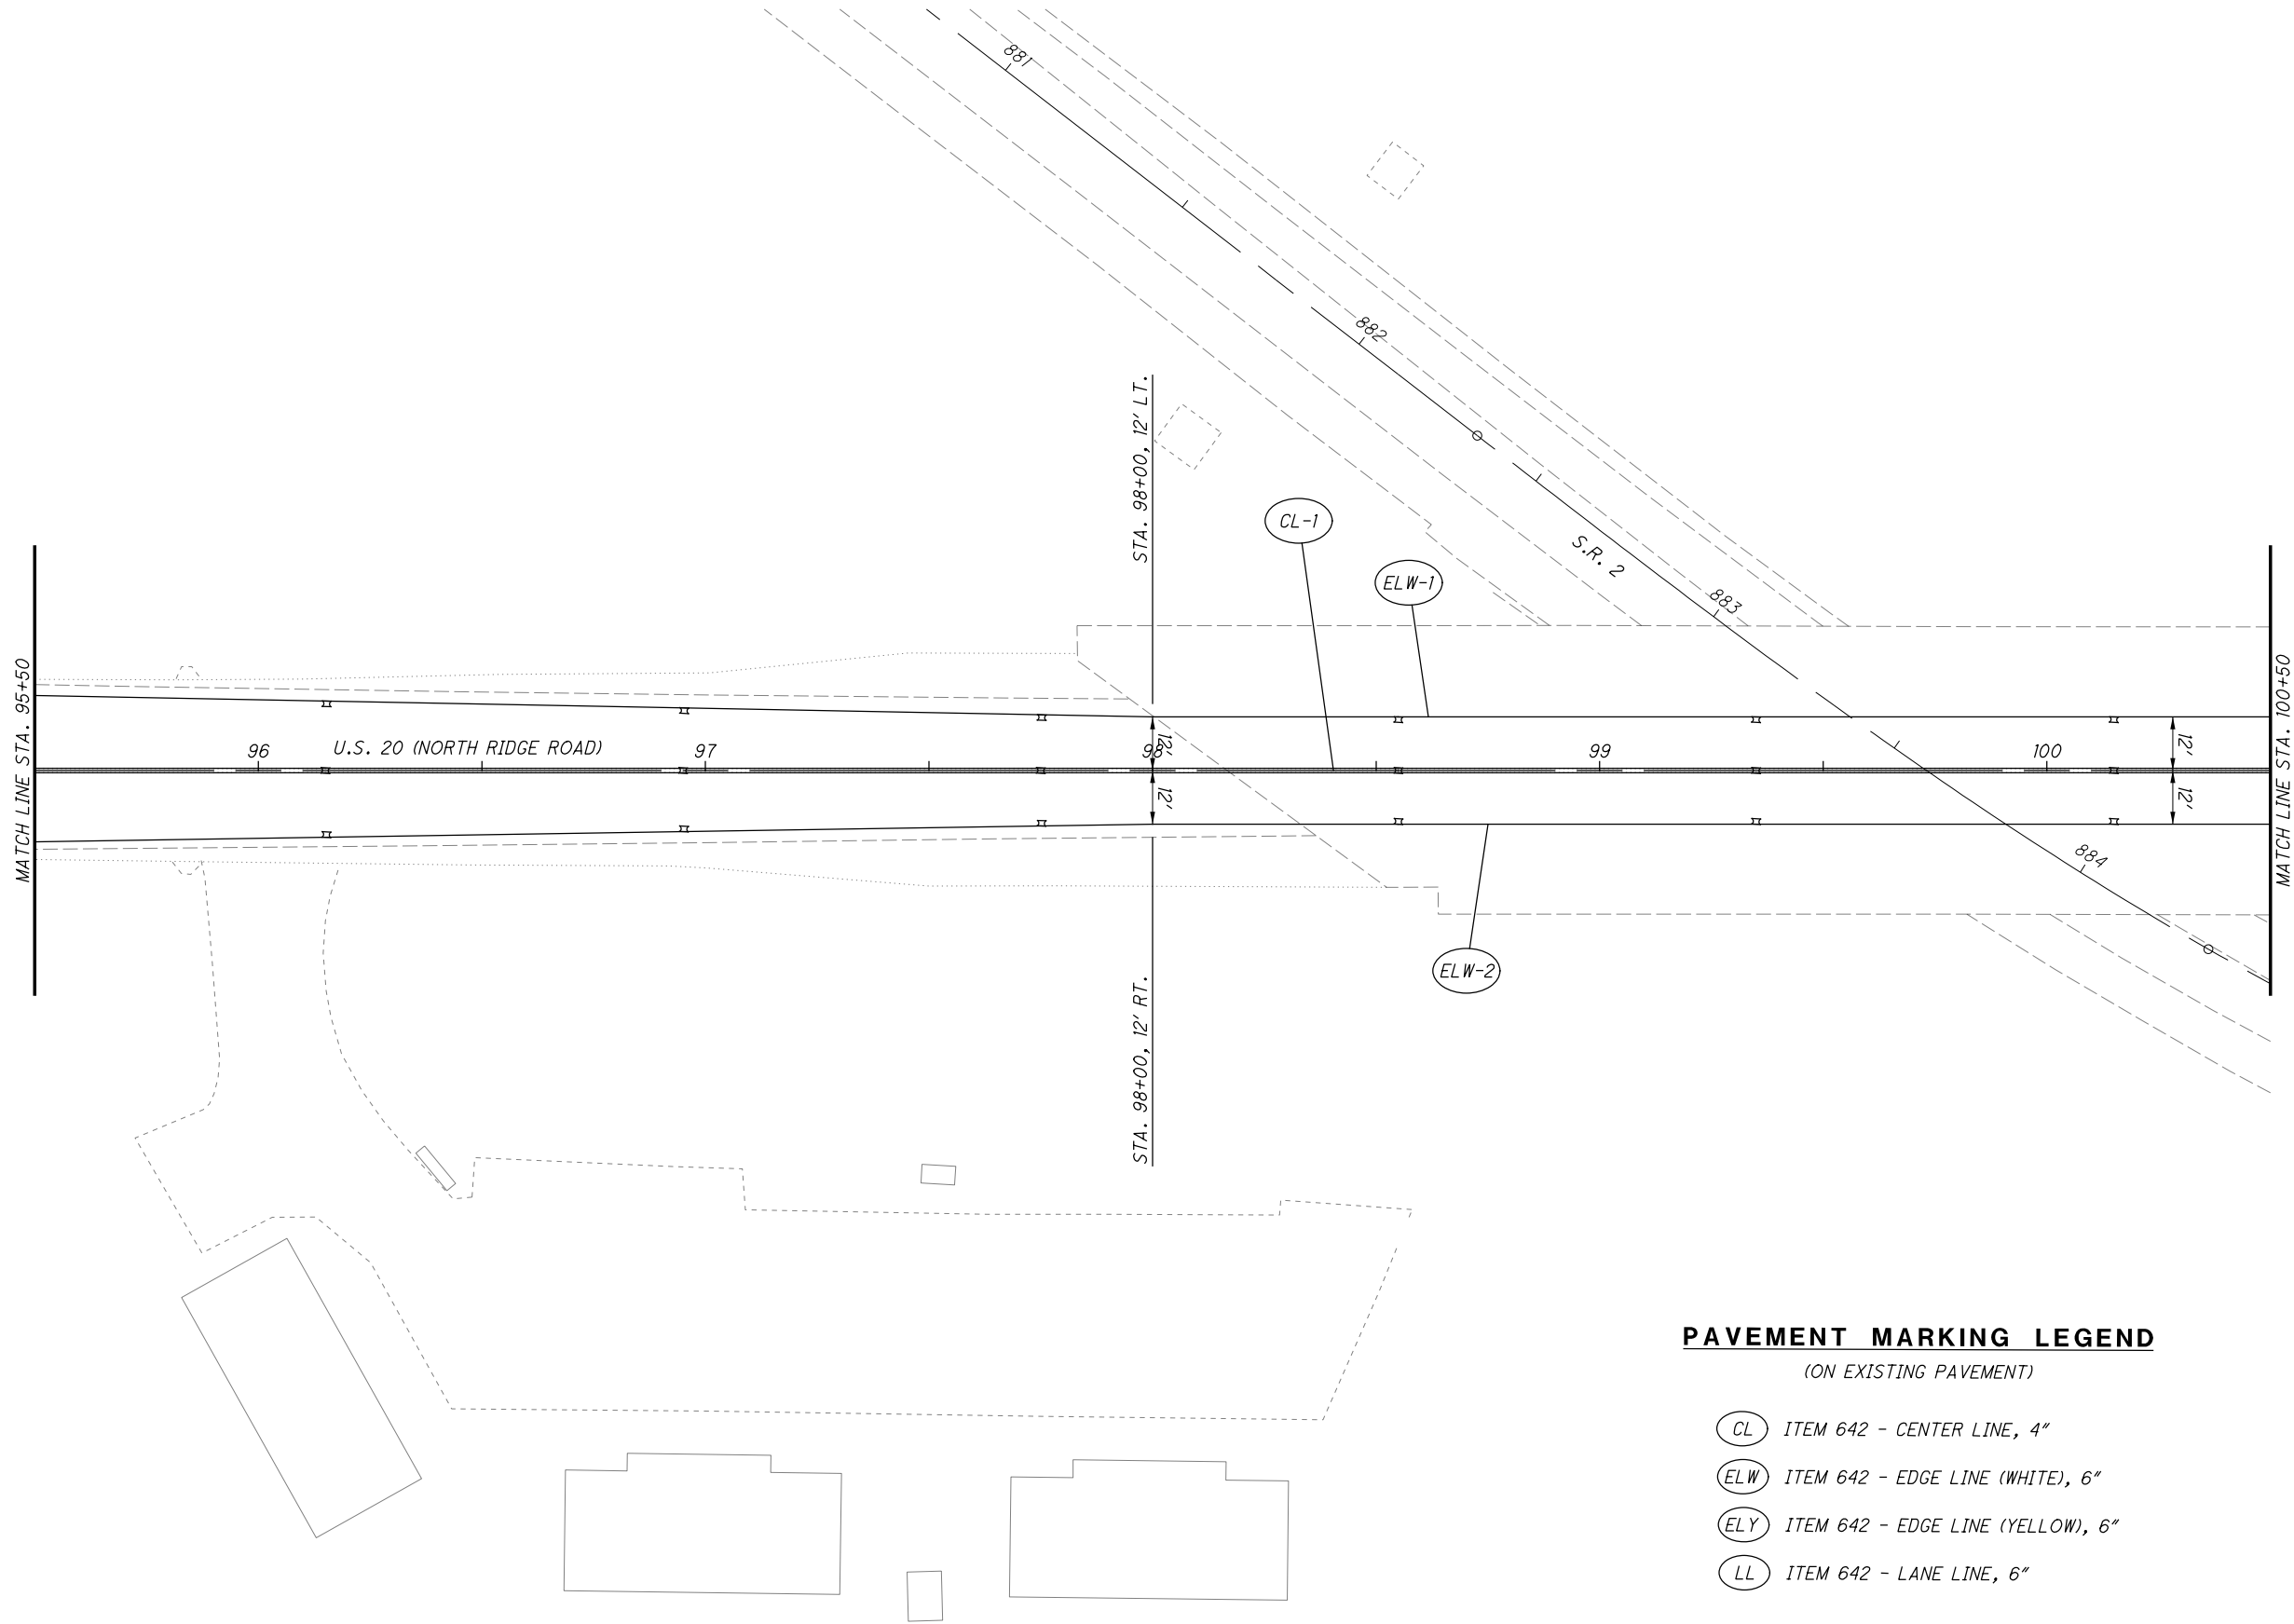 881
882
STA. 98+00, 12' LT.
CL-1
ELW-1
S.R. 2
883
MATCH LINE STA. 95+50
MATCH LINE STA. 100+50
96
U.S. 20 (NORTH RIDGE ROAD)
97
98
12'
99
100
12'
12'
12'
884
ELW-2
STA. 98+00, 12' RT.
PAVEMENT MARKING LEGEND
(ON EXISTING PAVEMENT)
CL ITEM 642 - CENTER LINE, 4"
ELW ITEM 642 - EDGE LINE (WHITE), 6"
ELY ITEM 642 - EDGE LINE (YELLOW), 6"
LL ITEM 642 - LANE LINE, 6"